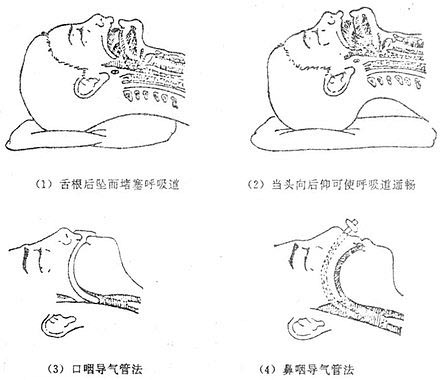 （1）舌根后坠而堵塞呼吸道
（2）当头向后仰可使呼吸道通畅
（3）口咽导气管法
（4）鼻咽导气管法